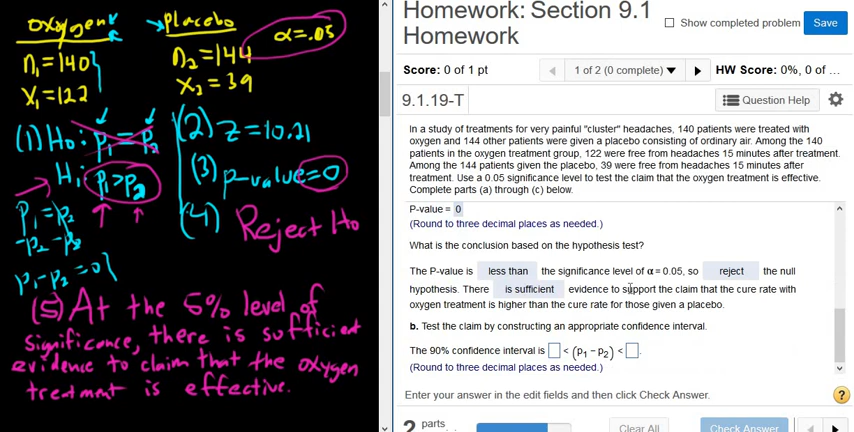 oxygen
n₁=140
x₁=122
placebo
n₂=144
x₂=39
α=.05
(1) H₀: p₁=p₂
H₁: p₁>p₂
p₁=p₂
-p₂ -p₂
p₁-p₂=0
(2) z=10.21
(3) p-value=0
(4) Reject H₀
(5) At the 5% level of
significance, there is sufficient
evidence to claim that the oxygen
treatment is effective.
Homework: Section 9.1
Homework
Show completed problem
Save
Score: 0 of 1 pt
1 of 2 (0 complete)
HW Score: 0%, 0 of ...
9.1.19-T
Question Help
In a study of treatments for very painful "cluster" headaches, 140 patients were treated with
oxygen and 144 other patients were given a placebo consisting of ordinary air. Among the 140
patients in the oxygen treatment group, 122 were free from headaches 15 minutes after treatment.
Among the 144 patients given the placebo, 39 were free from headaches 15 minutes after
treatment. Use a 0.05 significance level to test the claim that the oxygen treatment is effective.
Complete parts (a) through (c) below.
P-value = 0
(Round to three decimal places as needed.)
What is the conclusion based on the hypothesis test?
The P-value is less than the significance level of α = 0.05, so reject the null
hypothesis. There is sufficient evidence to support the claim that the cure rate with
oxygen treatment is higher than the cure rate for those given a placebo.
b. Test the claim by constructing an appropriate confidence interval.
The 90% confidence interval is < (p₁ − p₂) < .
(Round to three decimal places as needed.)
Enter your answer in the edit fields and then click Check Answer.
?
2 parts
Clear All
Check Answer